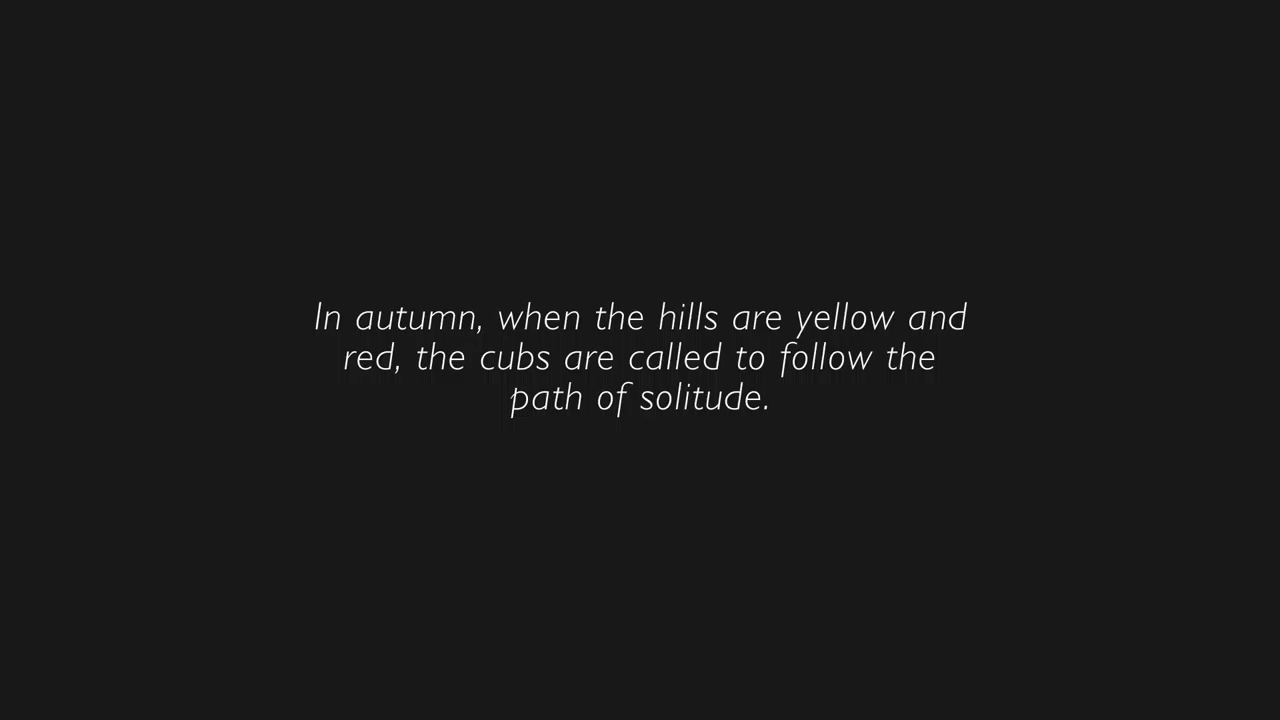 In autumn, when the hills are yellow and
red, the cubs are called to follow the
path of solitude.